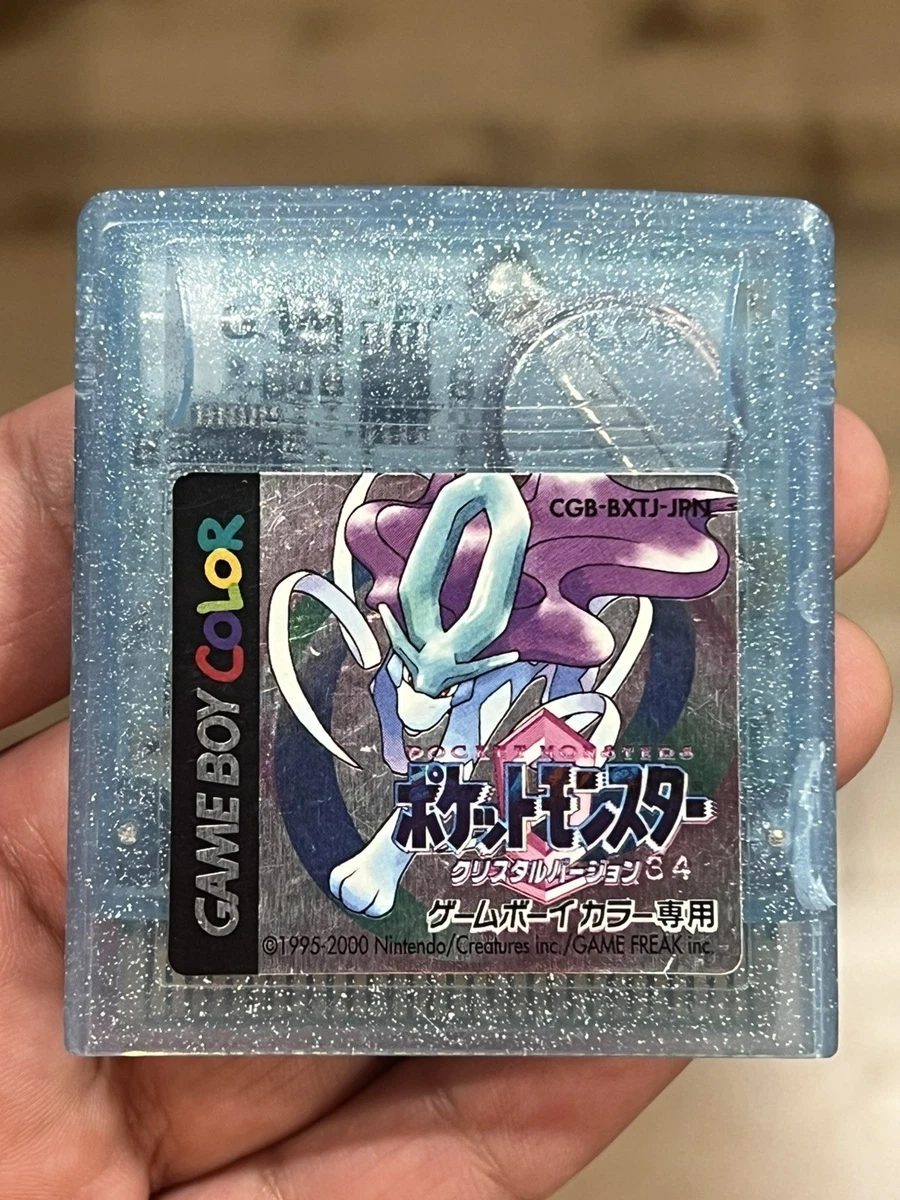 GAME BOY COLOR
CGB-BXTJ-JPN
POCKET MONSTERS
ポケットモンスター
クリスタルバージョン
64
ゲームボーイカラー専用
©1995-2000 Nintendo/Creatures inc./GAME FREAK inc.